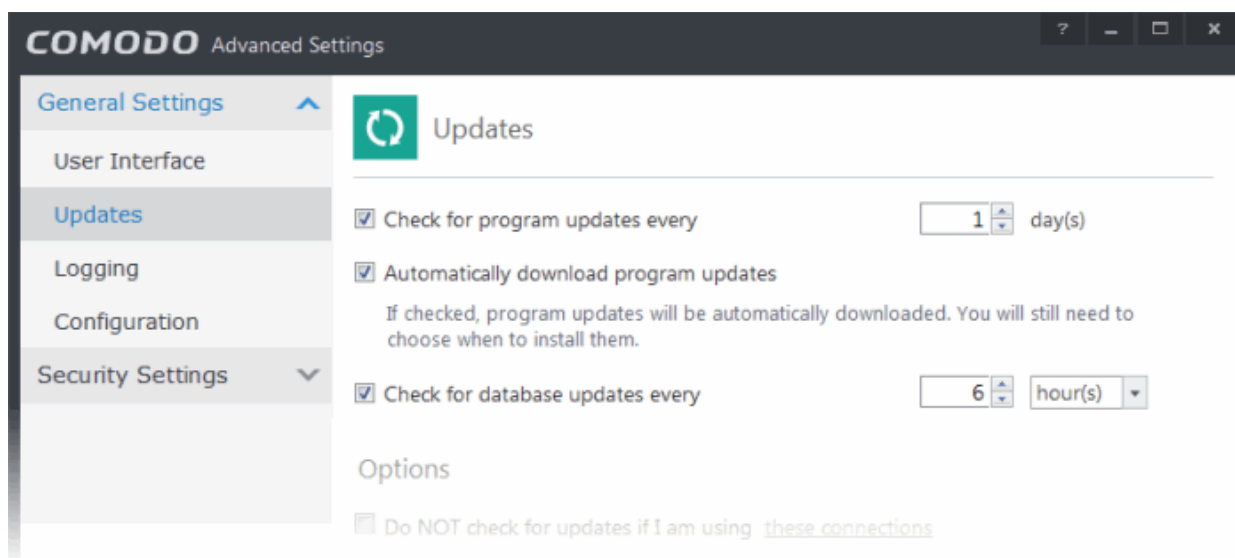 COMODO Advanced Settings
?
General Settings
User Interface
Updates
Logging
Configuration
Security Settings
Updates
Check for program updates every 1 day(s)
Automatically download program updates
If checked, program updates will be automatically downloaded. You will still need to
choose when to install them.
Check for database updates every 6 hour(s)
Options
Do NOT check for updates if I am using these connections